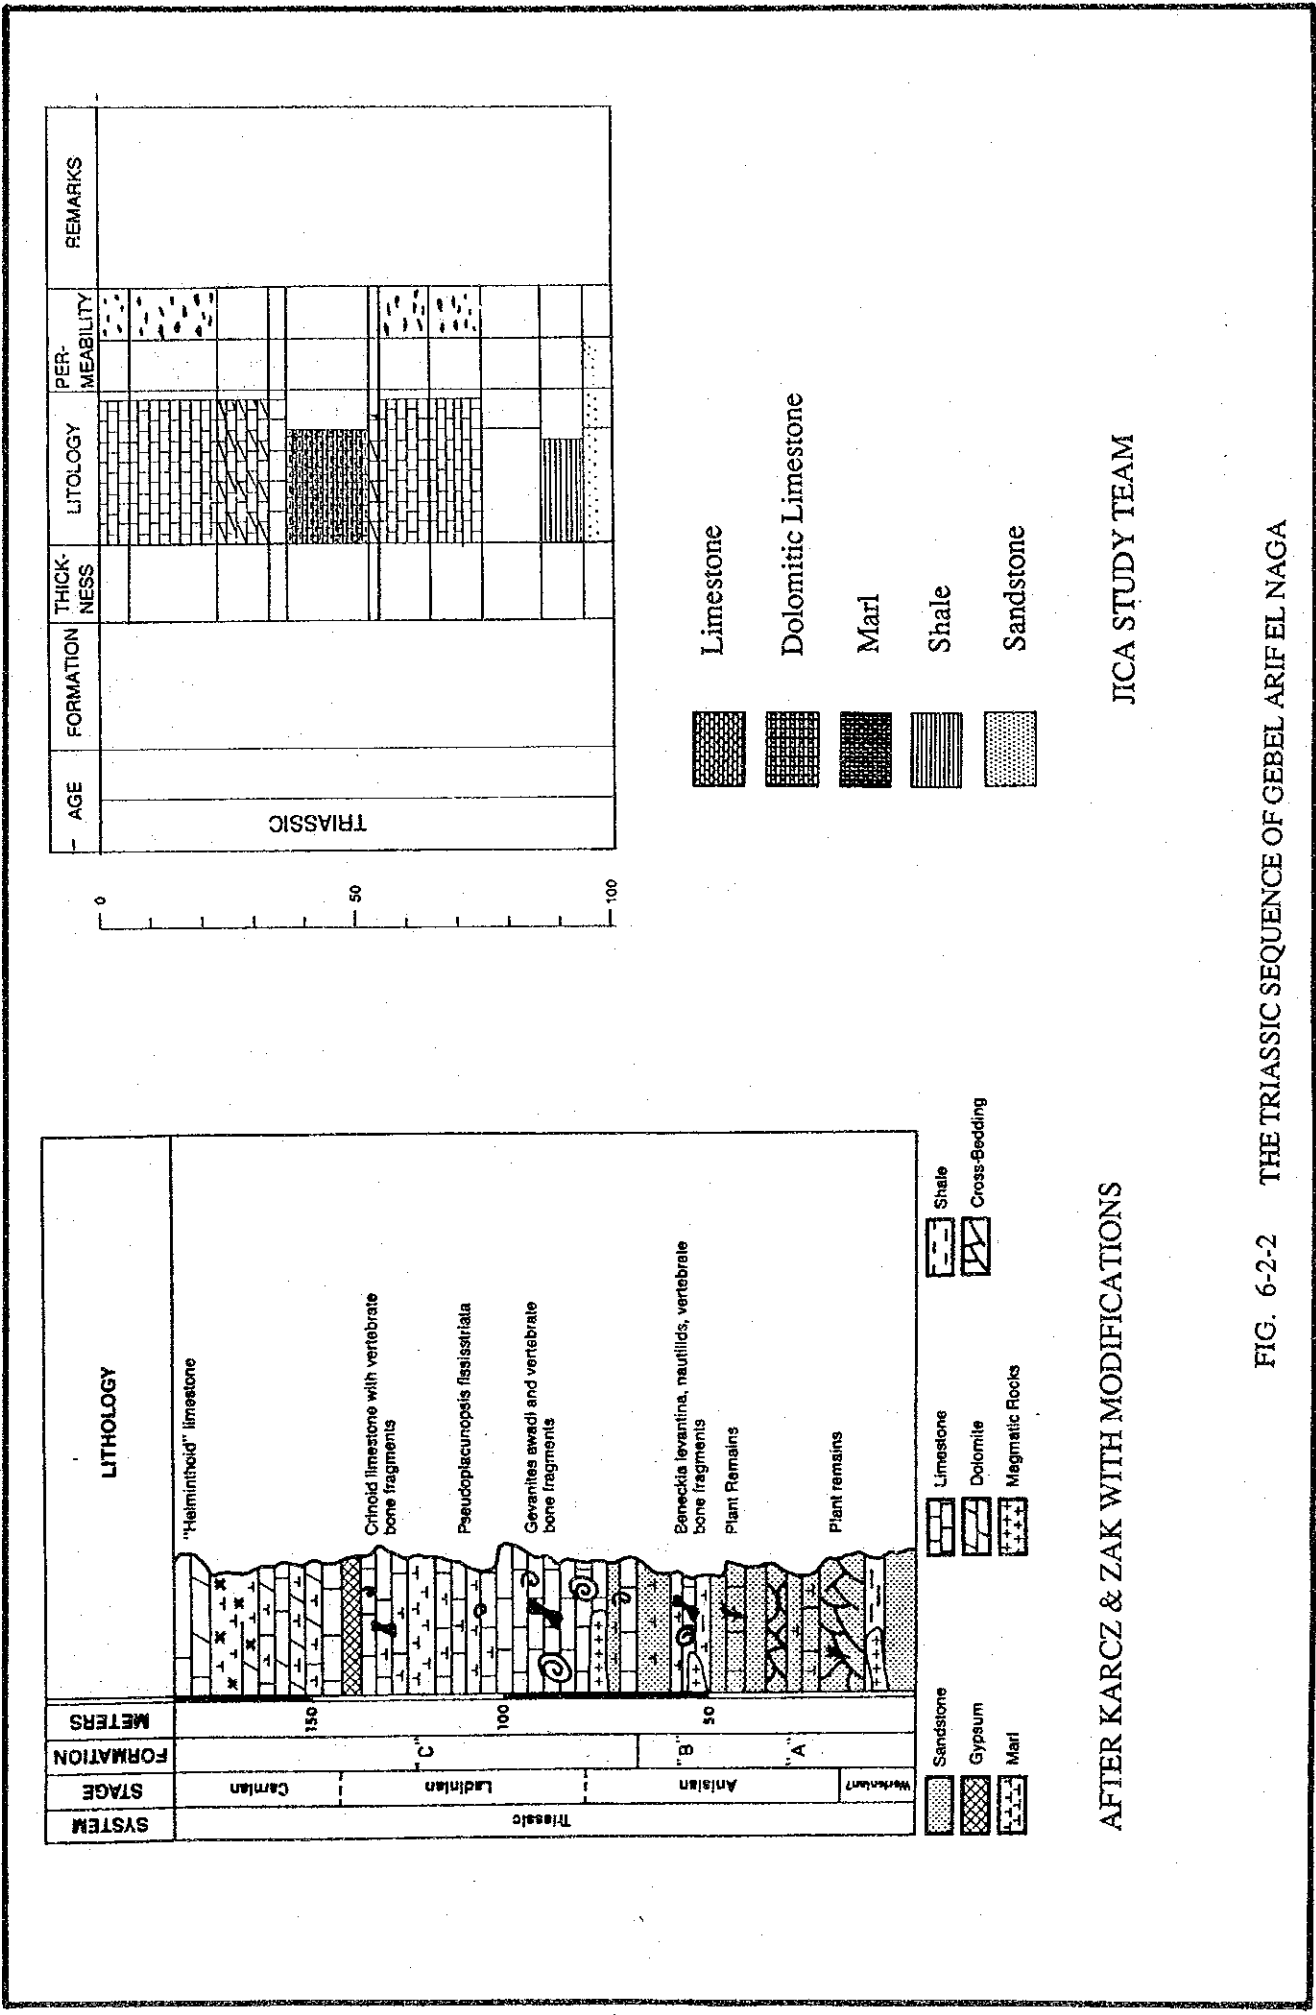 LITHOLOGY
SYSTEM
STAGE
FORMATION
METERS
Triassic
Carnian
Ladinian
Anisian
"C"
"B"
"A"
150
100
50
"Helminthoid" limestone
Crinoid limestone with vertebrate
bone fragments
Pseudoplacunopsis fississtriata
Gevanites awadi and vertebrate
bone fragments
Beneckia levantina, nautilids, vertebrate
bone fragments
Plant Remains
Plant remains
Sandstone
Limestone
Shale
Gypsum
Dolomite
Cross-Bedding
Marl
Magmatic Rocks
AFTER KARCZ & ZAK WITH MODIFICATIONS
0
50
100
AGE
FORMATION
THICK-
NESS
LITOLOGY
PER-
MEABILITY
REMARKS
TRIASSIC
Limestone
Dolomitic Limestone
Marl
Shale
Sandstone
JICA STUDY TEAM
FIG. 6-2-2 THE TRIASSIC SEQUENCE OF GEBEL ARIF EL NAGA